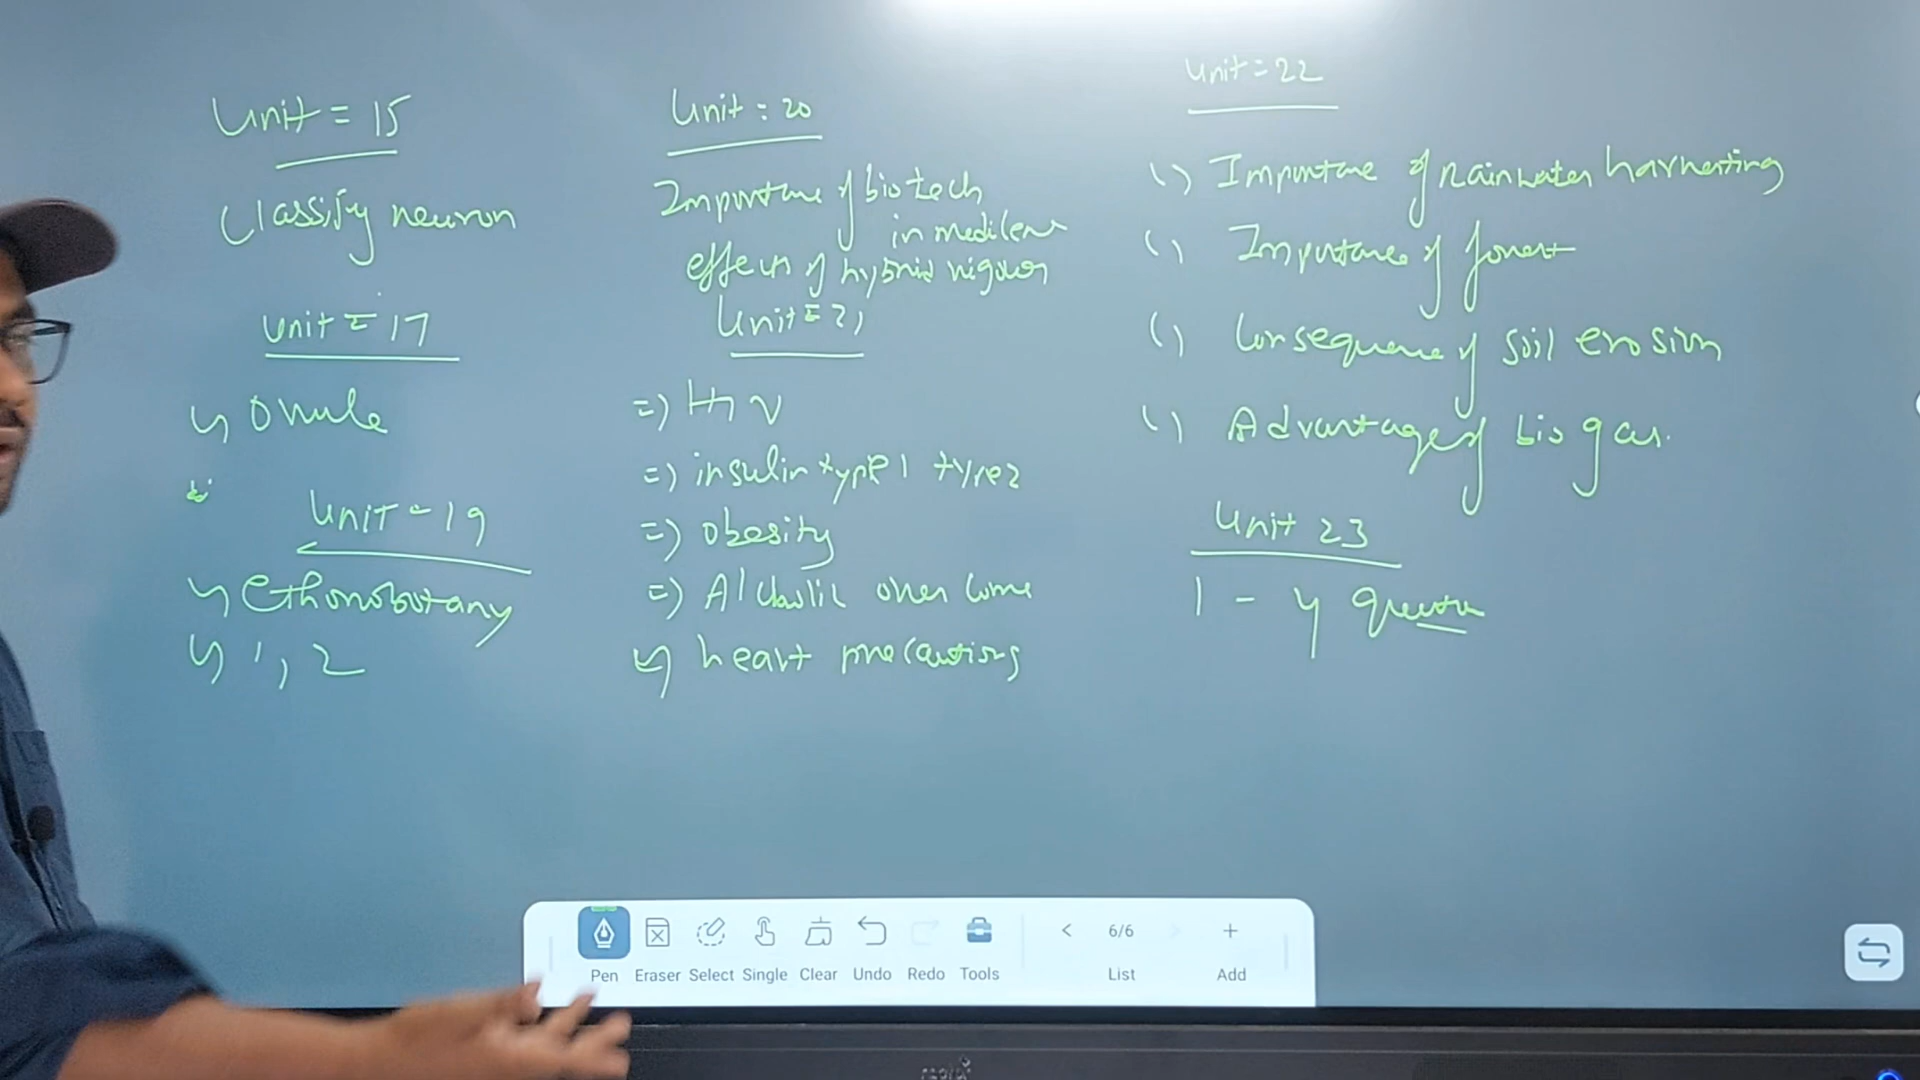 Unit = 15
Classify neuron
Unit = 17
Ovule
Unit - 19
Ethonobotany
1, 2
Unit : 20
Importance of biotech
in medicine
effects of hybrid vigour
Unit = 21
=) HIV
=) insulin type 1 type 2
=) obesity
=) Alcholic over come
heart precautions
Unit = 22
Importance of rainwater harvesting
Importance of forest
Consequence of soil erosion
Advantage of bio gas.
Unit 23
1 - 4 question
Pen Eraser Select Single Clear Undo Redo Tools < 6/6 List + Add